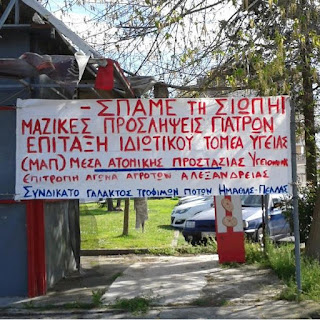 - ΣΠΑΜΕ ΤΗ ΣΙΩΠΗ!
ΜΑΖΙΚΕΣ ΠΡΟΣΛΗΨΕΙΣ ΓΙΑΤΡΩΝ
ΕΠΙΤΑΞΗ ΙΔΙΩΤΙΚΟΥ ΤΟΜΕΑ ΥΓΕΙΑΣ
(ΜΑΠ) ΜΕΣΑ ΑΤΟΜΙΚΗΣ ΠΡΟΣΤΑΣΙΑΣ ΥΓΕΙΟΝΟΜΙΚ
ΕΠΙΤΡΟΠΗ ΑΓΩΝΑ ΑΓΡΟΤΩΝ ΑΛΕΞΑΝΔΡΕΙΑΣ
ΣΥΝΔΙΚΑΤΟ ΓΑΛΑΚΤΟΣ ΤΡΟΦΙΜΩΝ ΠΟΤΩΝ ΗΜΑΘΙΑΣ-ΠΕΛΛΑΣ